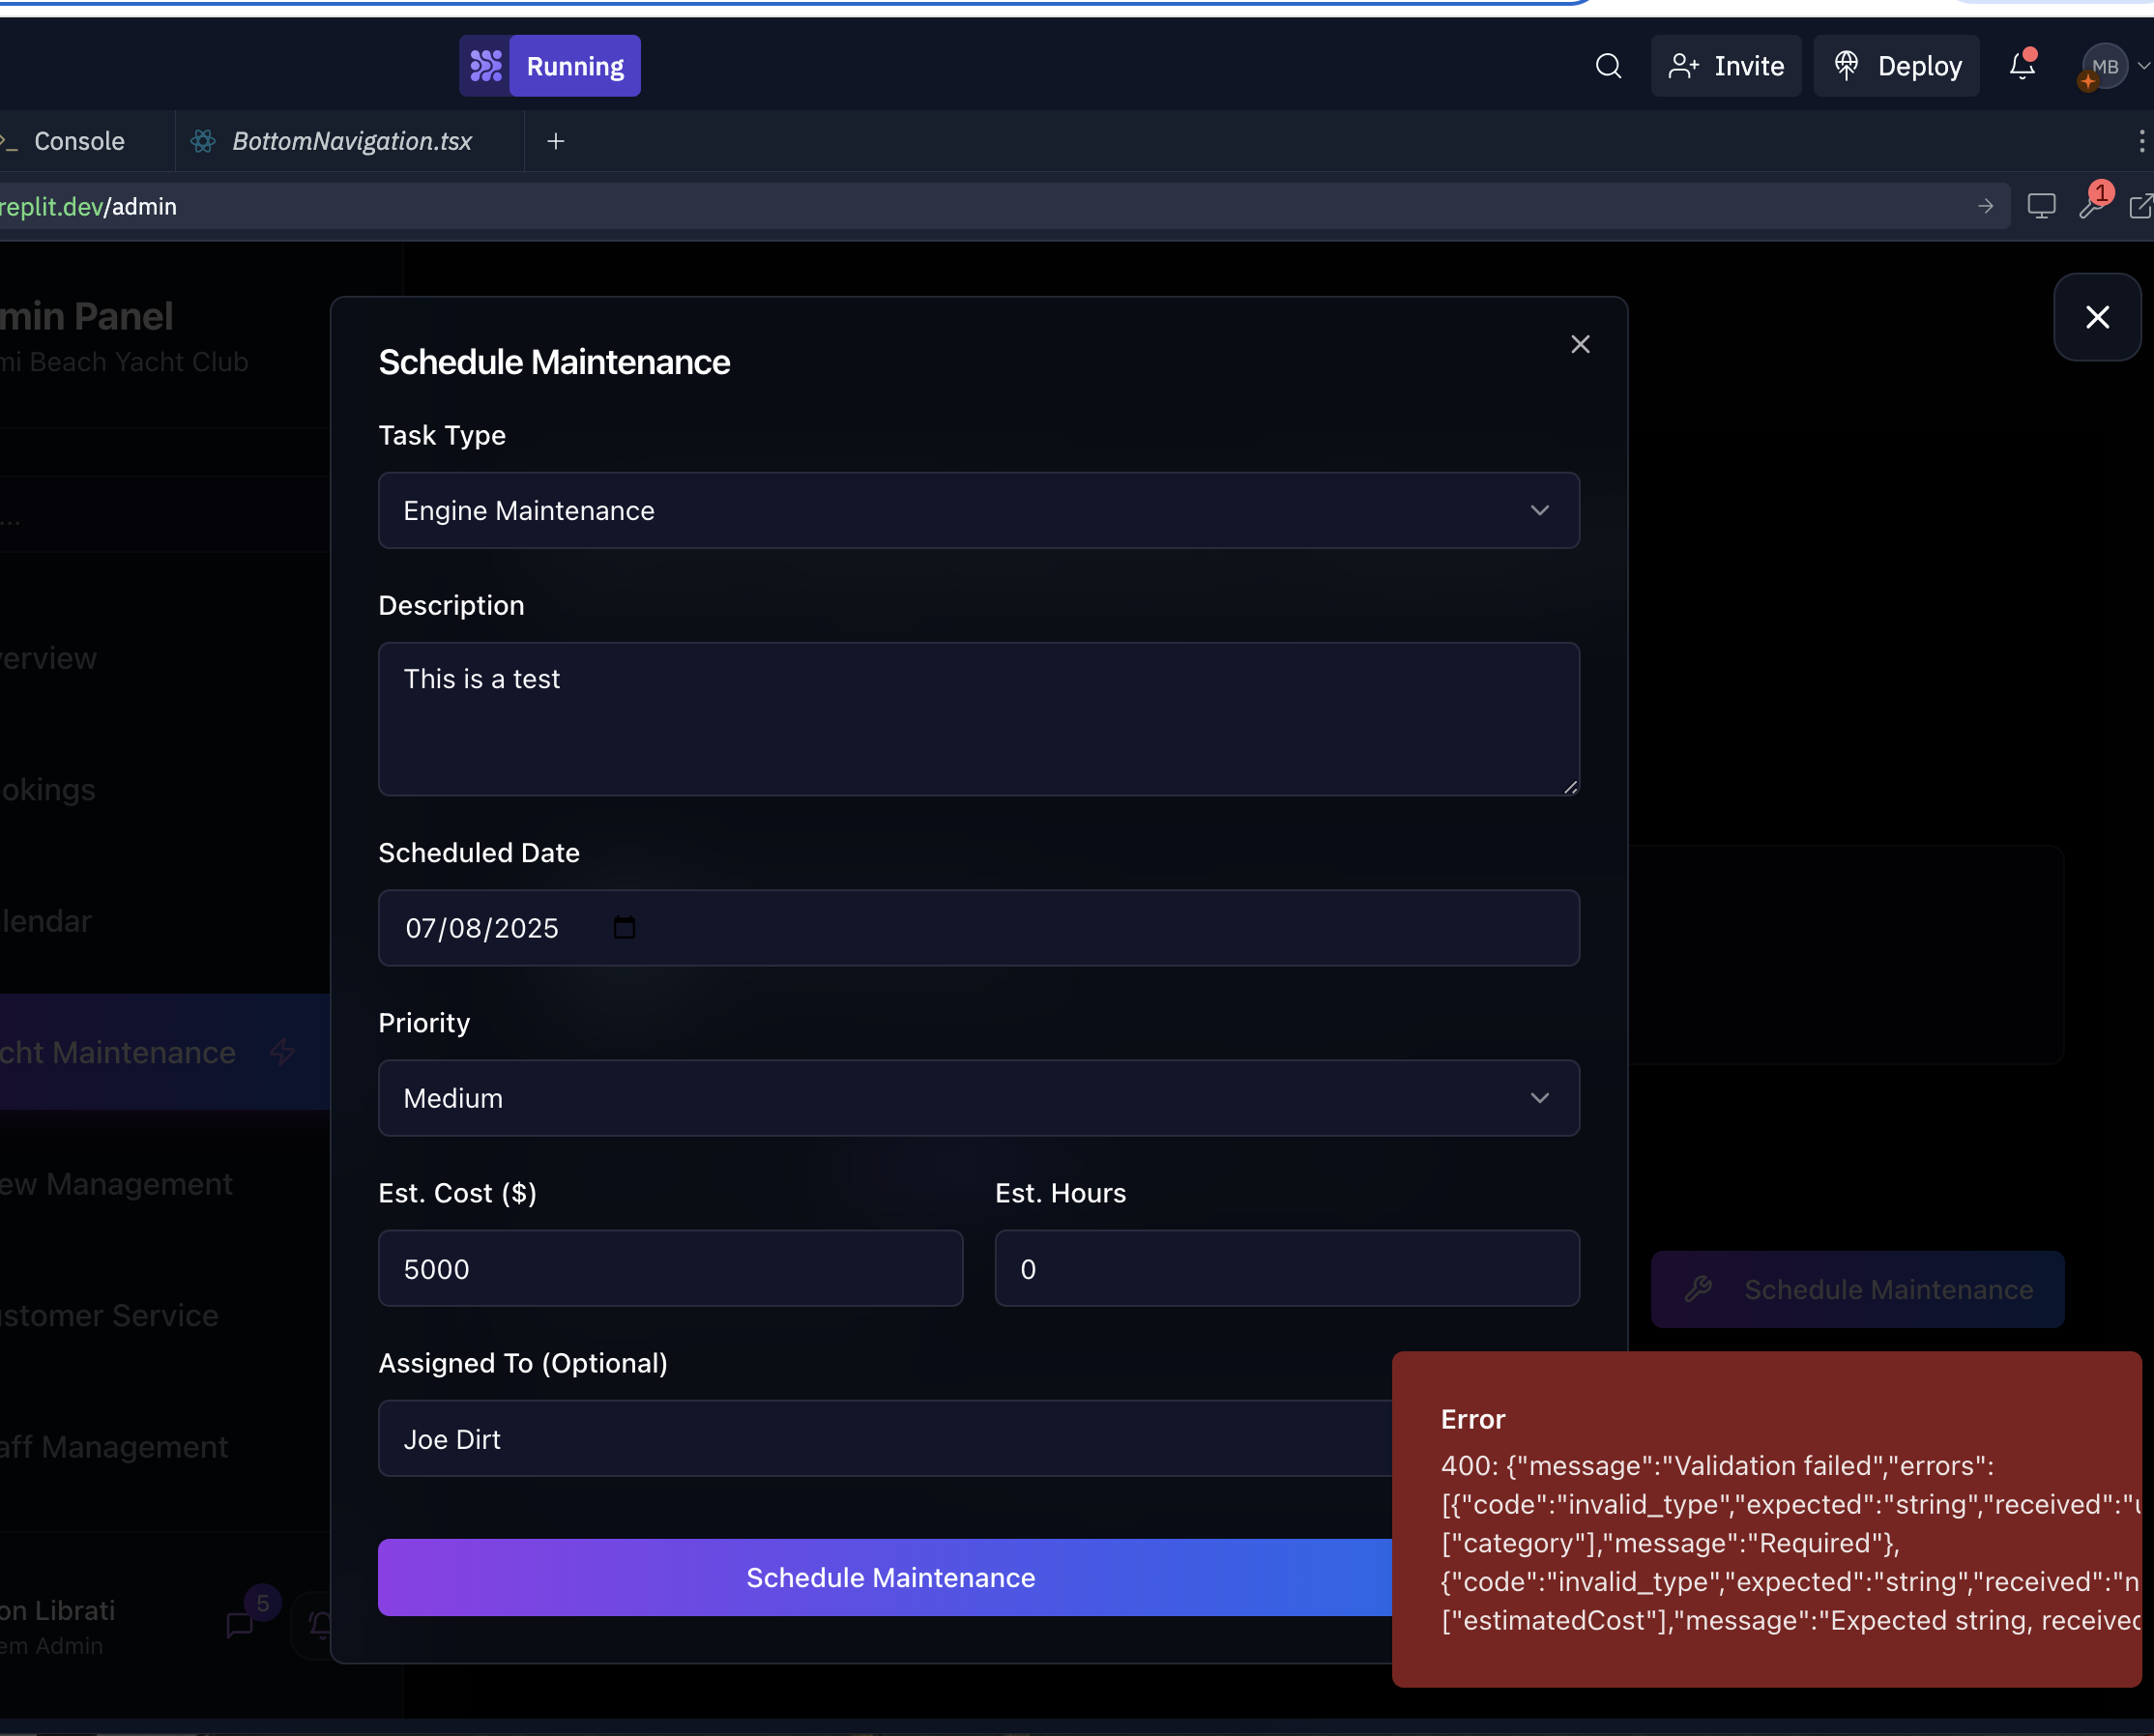 Running
Invite
Deploy
MB
Console
BottomNavigation.tsx
replit.dev/admin
1
min Panel
mi Beach Yacht Club
Schedule Maintenance
Task Type
Engine Maintenance
...
Description
This is a test
verview
okings
Scheduled Date
lendar
07/08/2025
Priority
cht Maintenance
Medium
ew Management
Est. Cost ($)
Est. Hours
5000
0
Schedule Maintenance
stomer Service
Assigned To (Optional)
Joe Dirt
aff Management
Schedule Maintenance
on Librati
5
em Admin
Error
400: {"message":"Validation failed","errors":
[{"code":"invalid_type","expected":"string","received":"u
["category"],"message":"Required"},
{"code":"invalid_type","expected":"string","received":"n
["estimatedCost"],"message":"Expected string, received